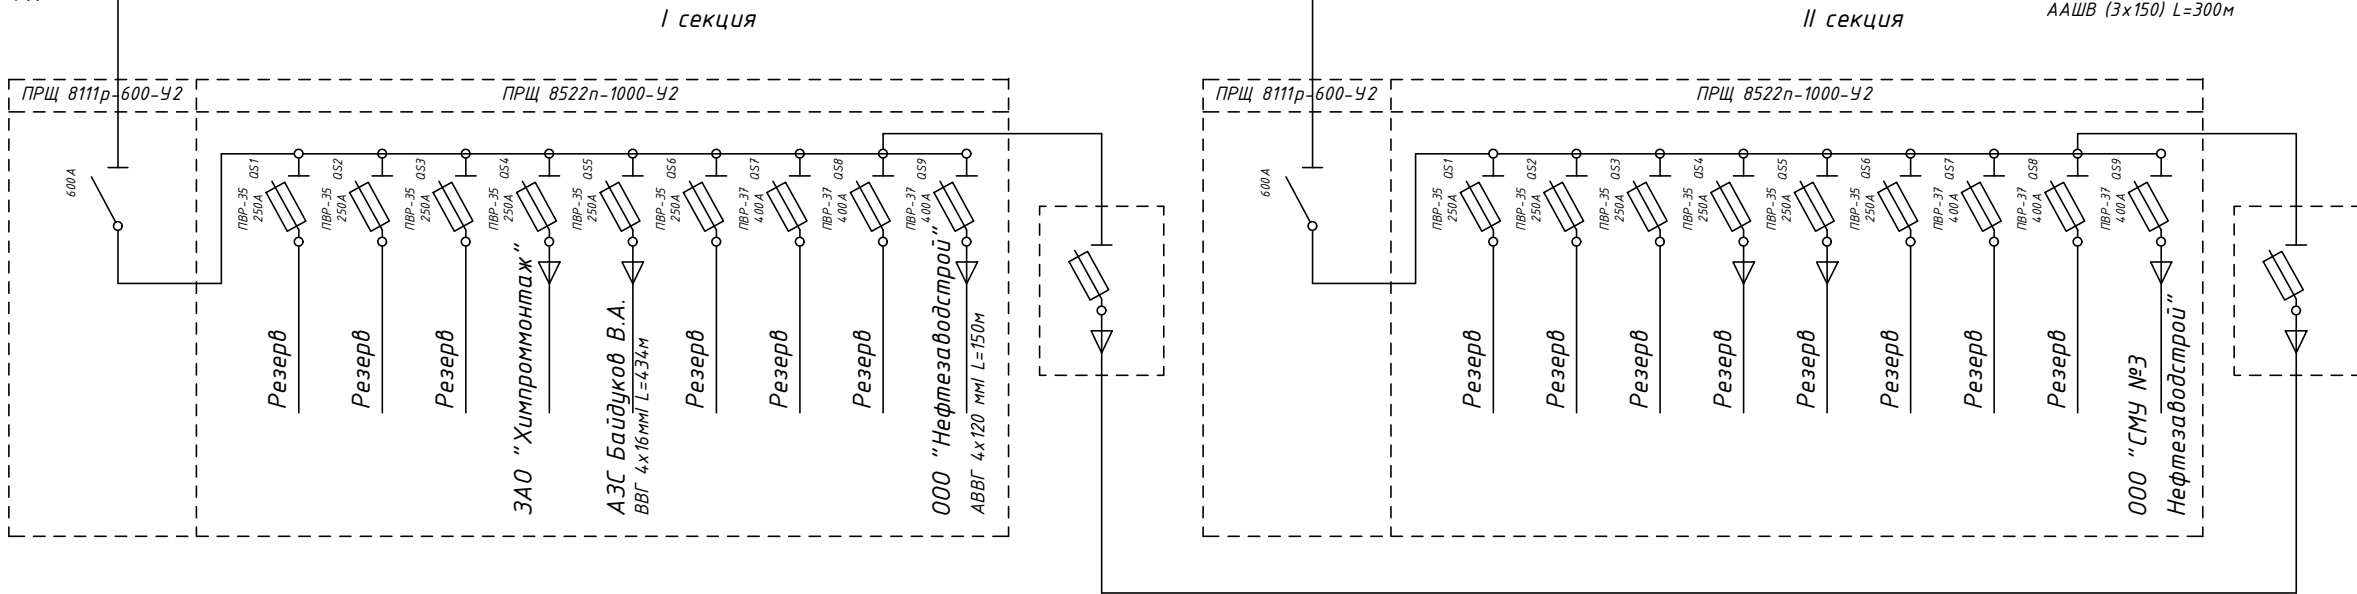 I секция
II секция
ААШВ (3х150) L=300м
ПРЩ 8111р-600-У2
ПРЩ 8522п-1000-У2
600А
QS1
ПВР-35
250А
QS2
ПВР-35
250А
QS3
ПВР-35
250А
QS4
ПВР-35
250А
QS5
ПВР-35
250А
QS6
ПВР-35
250А
QS7
ПВР-37
400А
QS8
ПВР-37
400А
QS9
ПВР-37
400А
Резерв
Резерв
Резерв
ЗАО "Химпроммонтаж"
АЗС Байдуков В.А.
ВВГ 4х16ммI L=434м
Резерв
Резерв
Резерв
ООО "Нефтезаводстрой"
АВВГ 4х120 ммI L=150м
ПРЩ 8111р-600-У2
ПРЩ 8522п-1000-У2
600А
QS1
ПВР-35
250А
QS2
ПВР-35
250А
QS3
ПВР-35
250А
QS4
ПВР-35
250А
QS5
ПВР-35
250А
QS6
ПВР-35
250А
QS7
ПВР-37
400А
QS8
ПВР-37
400А
QS9
ПВР-37
400А
Резерв
Резерв
Резерв
Резерв
Резерв
Резерв
Резерв
Резерв
ООО "СМУ №3
Нефтезаводстрой"